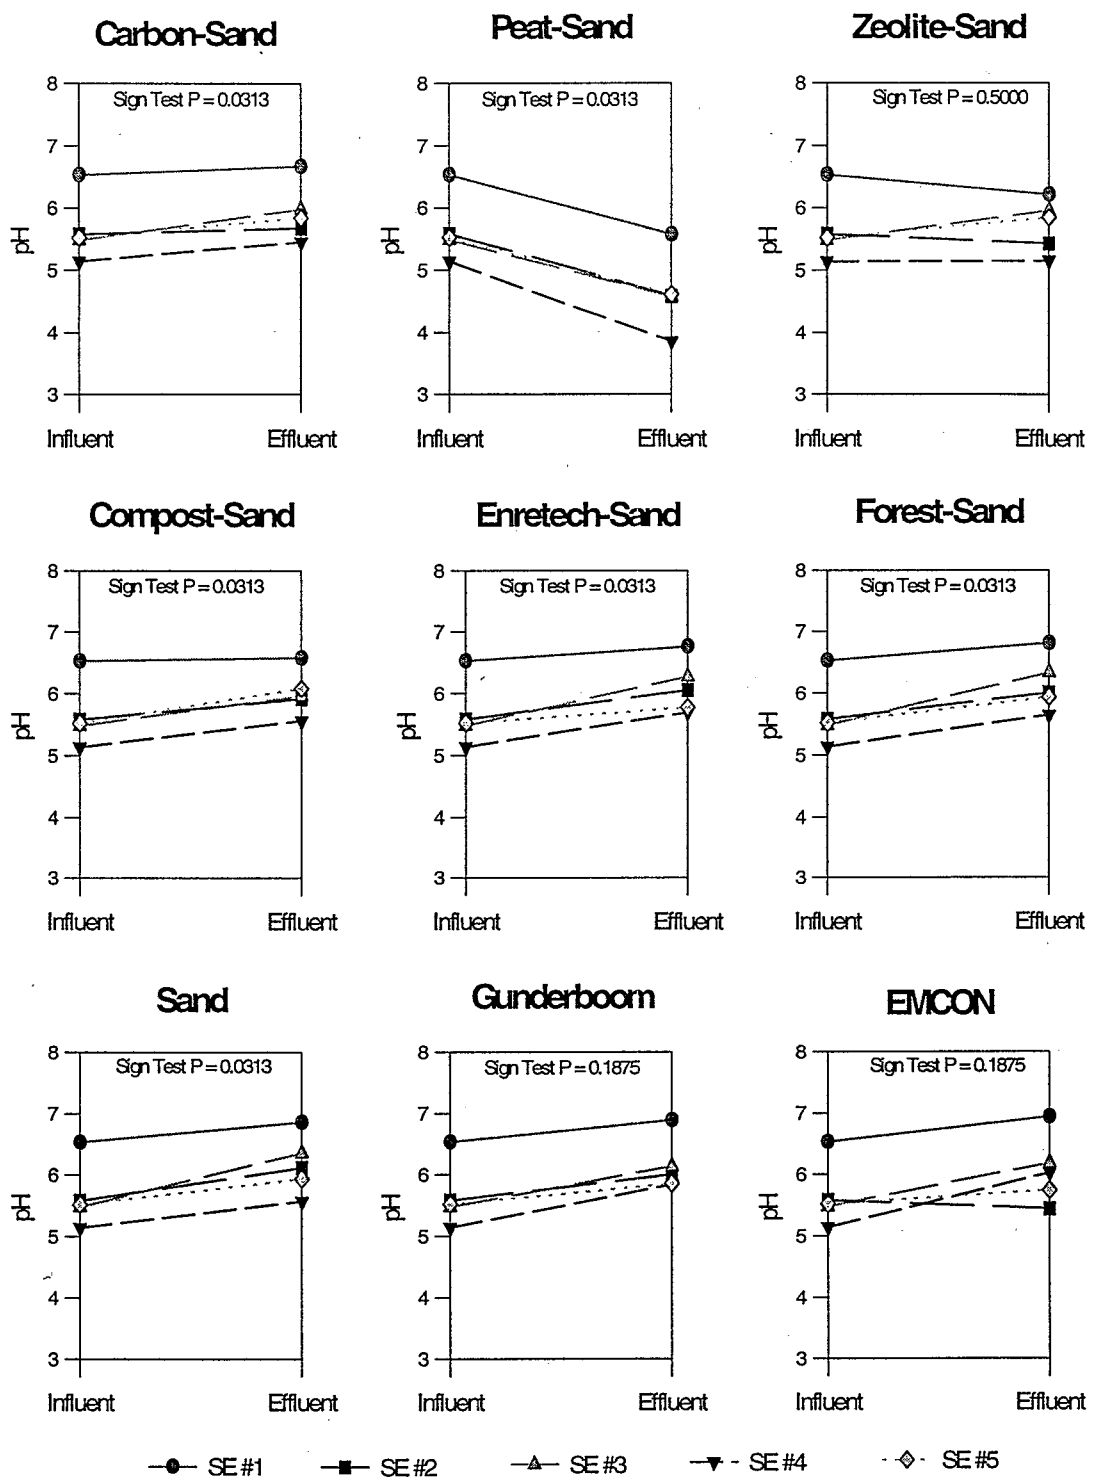 Carbon-Sand
Peat-Sand
Zeolite-Sand
Sign Test P = 0.0313
8
7
6
5
4
3
pH
Influent
Effluent
Sign Test P = 0.0313
8
7
6
5
4
3
pH
Influent
Effluent
Sign Test P = 0.5000
8
7
6
5
4
3
pH
Influent
Effluent
Compost-Sand
Enretech-Sand
Forest-Sand
Sign Test P = 0.0313
8
7
6
5
4
3
pH
Influent
Effluent
Sign Test P = 0.0313
8
7
6
5
4
3
pH
Influent
Effluent
Sign Test P = 0.0313
8
7
6
5
4
3
pH
Influent
Effluent
Sand
Gunderboom
EMCON
Sign Test P = 0.0313
8
7
6
5
4
3
pH
Influent
Effluent
Sign Test P = 0.1875
8
7
6
5
4
3
pH
Influent
Effluent
Sign Test P = 0.1875
8
7
6
5
4
3
pH
Influent
Effluent
SE #1
SE #2
SE #3
SE #4
SE #5